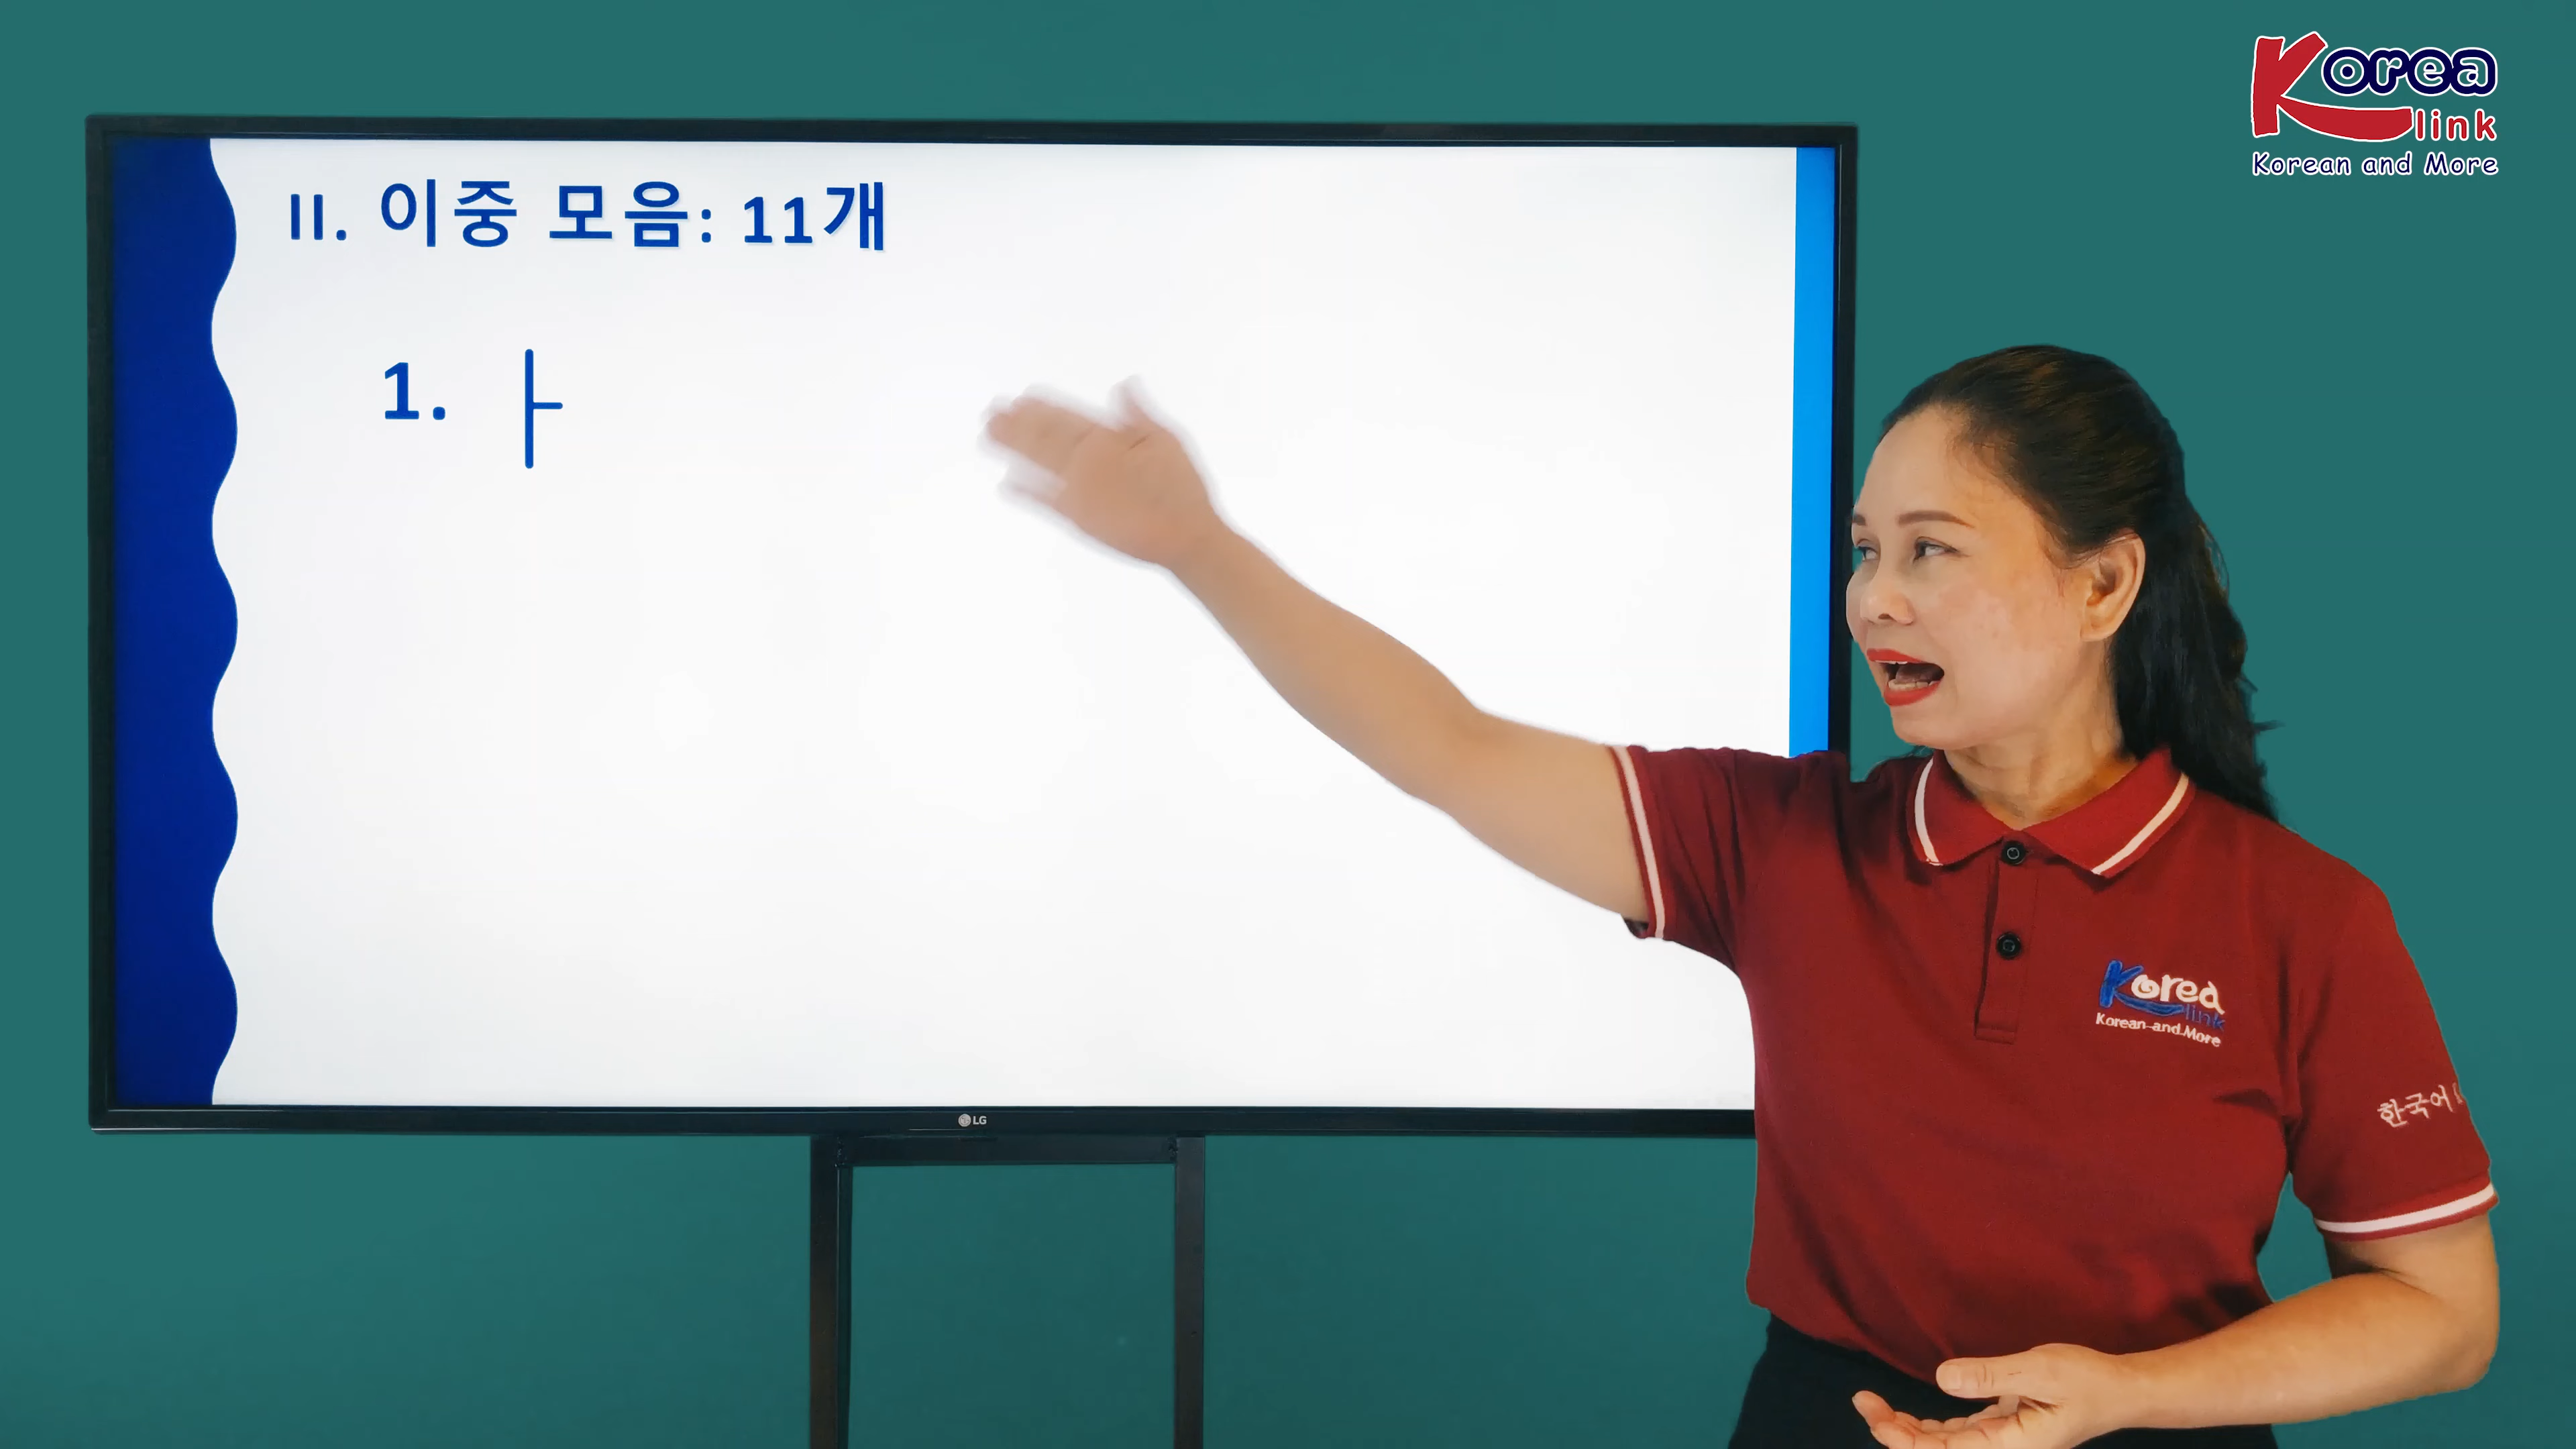 II. 이중 모음: 11개
1. ㅏ
Korea
link
Korean and More
Korea
link
Korean and More
한국어
LG